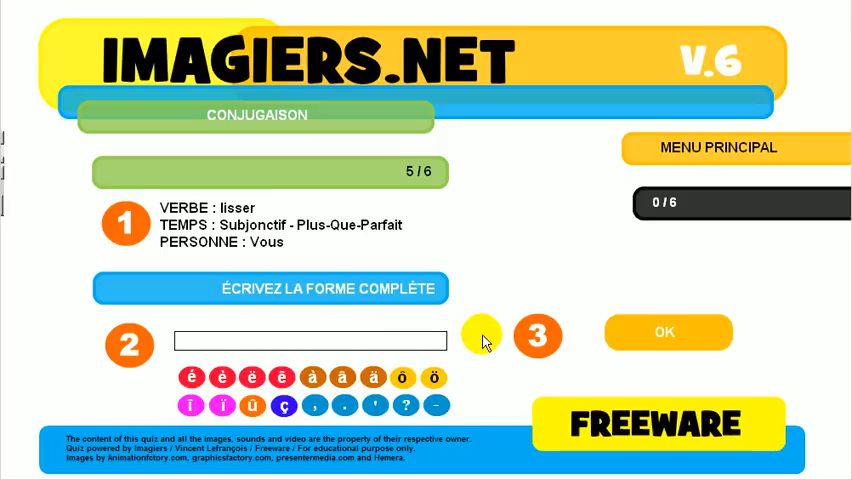 IMAGIERS.NET
V.6
CONJUGAISON
MENU PRINCIPAL
5 / 6
0 / 6
1
VERBE : lisser
TEMPS : Subjonctif - Plus-Que-Parfait
PERSONNE : Vous
ÉCRIVEZ LA FORME COMPLÈTE
2
3
OK
é è ë ê à â ä ô ö
î ï û ç , . ' ? -
FREEWARE
The content of this quiz and all the images, sounds and video are the property of their respective owner.
Quiz powered by Imagiers / Vincent Lefrançois / Freeware / For educational purpose only.
Images by Animationfctory.com, graphicsfactory.com, presentermedia.com and Hemera.